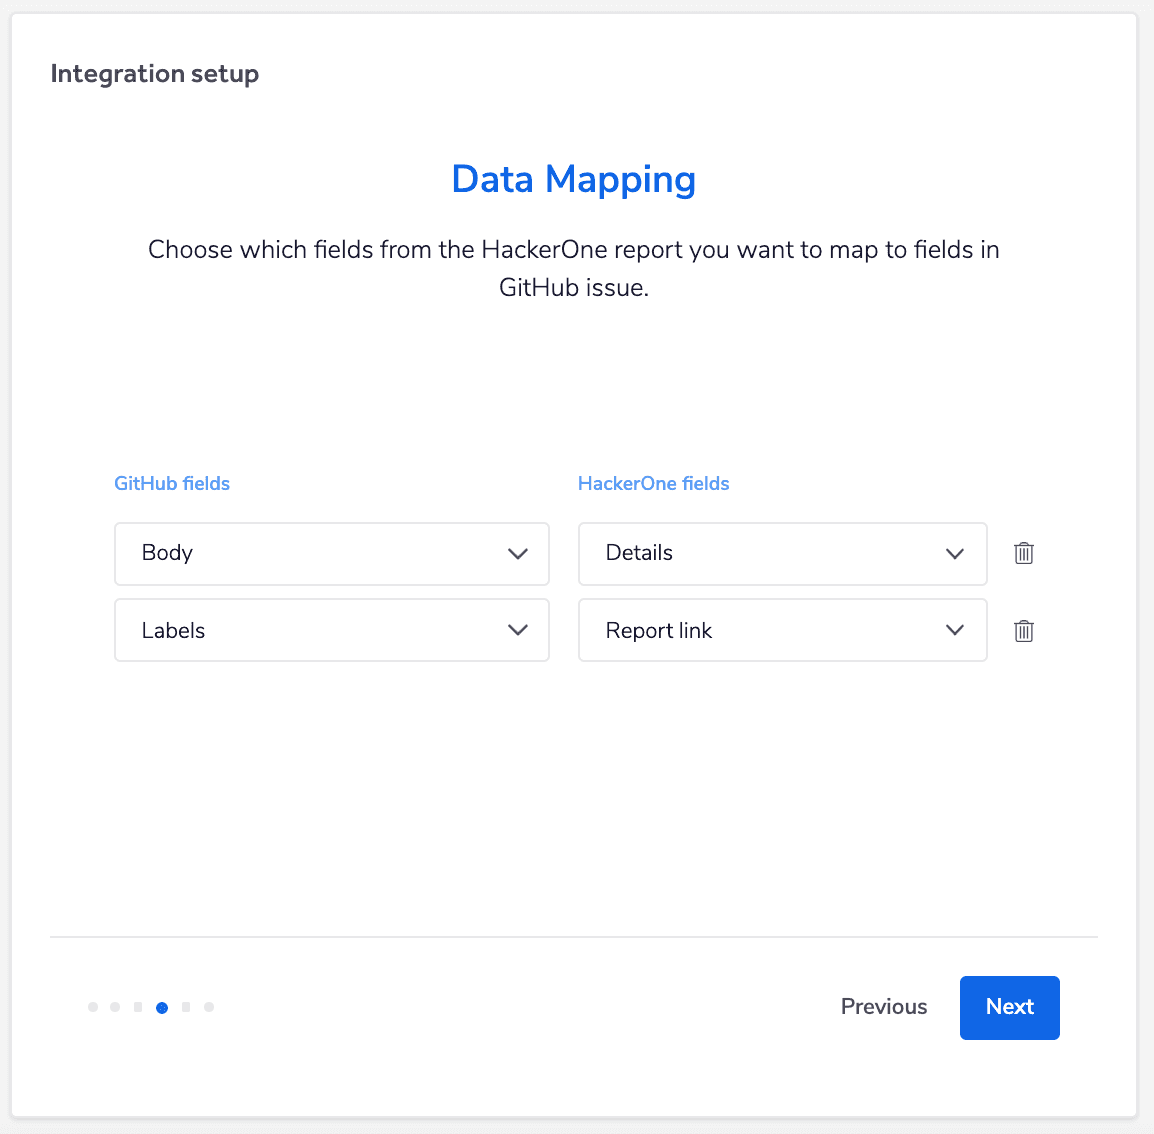 Integration setup
Data Mapping
Choose which fields from the HackerOne report you want to map to fields in
GitHub issue.
GitHub fields
HackerOne fields
Body
Details
Labels
Report link
Previous
Next